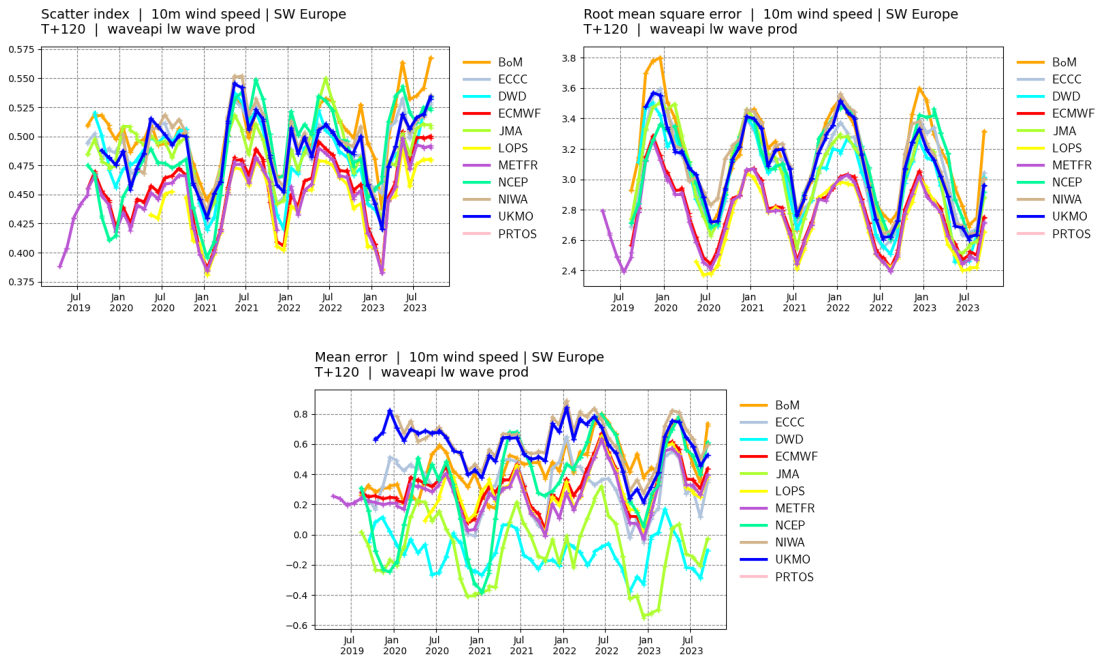 Scatter index | 10m wind speed | SW Europe
T+120 | waveapi lw wave prod
0.575
0.550
0.525
0.500
0.475
0.450
0.425
0.400
0.375
Jul Jan Jul Jan Jul Jan Jul Jan Jul
2019 2020 2020 2021 2021 2022 2022 2023 2023
BoM
ECCC
DWD
ECMWF
JMA
LOPS
METFR
NCEP
NIWA
UKMO
PRTOS
Root mean square error | 10m wind speed | SW Europe
T+120 | waveapi lw wave prod
3.8
3.6
3.4
3.2
3.0
2.8
2.6
2.4
Jul Jan Jul Jan Jul Jan Jul Jan Jul
2019 2020 2020 2021 2021 2022 2022 2023 2023
BoM
ECCC
DWD
ECMWF
JMA
LOPS
METFR
NCEP
NIWA
UKMO
PRTOS
Mean error | 10m wind speed | SW Europe
T+120 | waveapi lw wave prod
0.8
0.6
0.4
0.2
0.0
−0.2
−0.4
−0.6
Jul Jan Jul Jan Jul Jan Jul Jan Jul
2019 2020 2020 2021 2021 2022 2022 2023 2023
BoM
ECCC
DWD
ECMWF
JMA
LOPS
METFR
NCEP
NIWA
UKMO
PRTOS